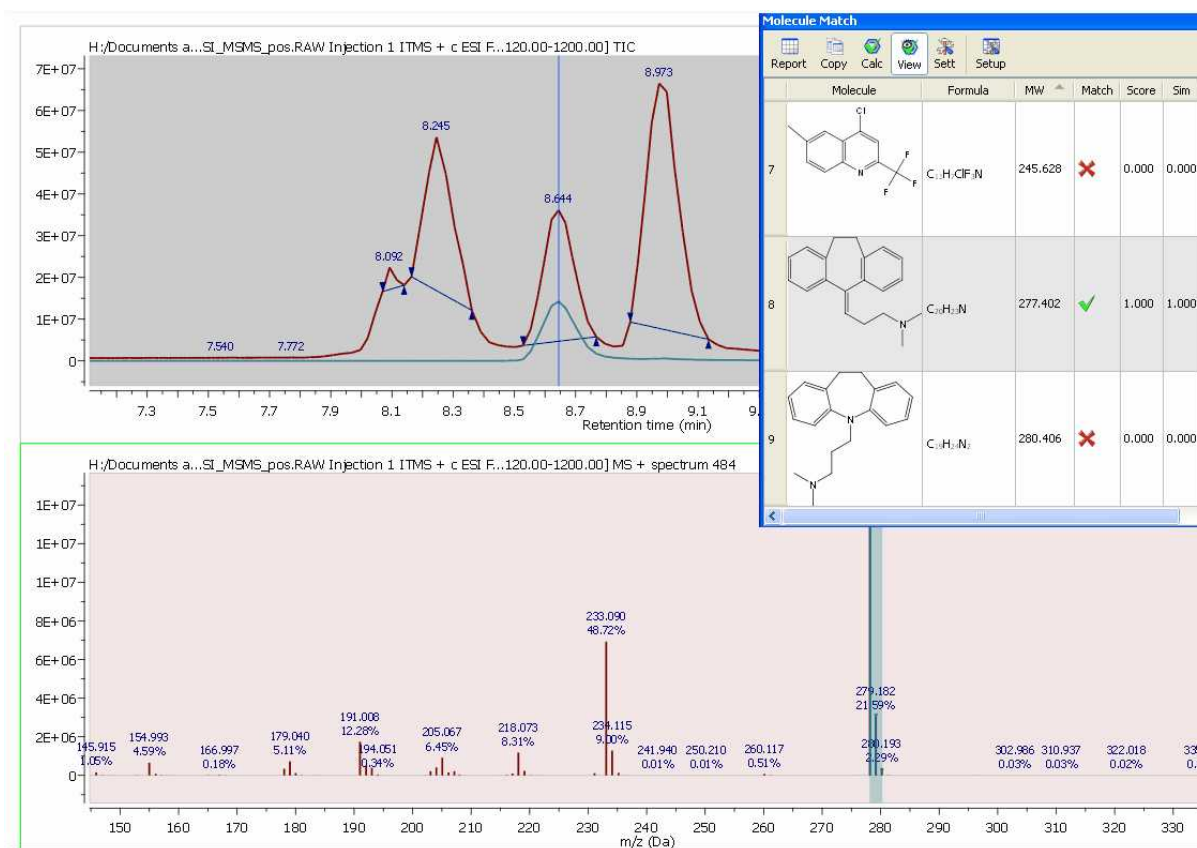 H:/Documents a...SI_MSMS_pos.RAW Injection 1 ITMS + c ESI F...120.00-1200.00] TIC
7E+07
6E+07
5E+07
4E+07
3E+07
2E+07
1E+07
0
7.540
7.772
8.092
8.245
8.644
8.973
7.3 7.5 7.7 7.9 8.1 8.3 8.5 8.7 8.9 9.1 9.
Retention time (min)
Molecule Match
Report Copy Calc View Sett Setup
Molecule Formula MW Match Score Sim
7 C₁₁H₇ClF₃N 245.628 0.000 0.000
Cl
N
F
F
F
8 C₂₀H₂₃N 277.402 1.000 1.000
N
9 C₁₉H₂₄N₂ 280.406 0.000 0.000
N
N
H:/Documents a...SI_MSMS_pos.RAW Injection 1 ITMS + c ESI F...120.00-1200.00] MS + spectrum 484
1E+07
1E+07
1E+07
8E+06
6E+06
4E+06
2E+06
0
145.915
1.05%
154.993
4.59%
166.997
0.18%
179.040
5.11%
191.008
12.28%
194.051
0.34%
205.067
6.45%
218.073
8.31%
233.090
48.72%
234.115
9.00%
241.940
0.01%
250.210
0.01%
260.117
0.51%
279.182
21.59%
280.193
2.29%
302.986
0.03%
310.937
0.03%
322.018
0.02%
335
0.
150 160 170 180 190 200 210 220 230 240 250 260 270 280 290 300 310 320 330
m/z (Da)